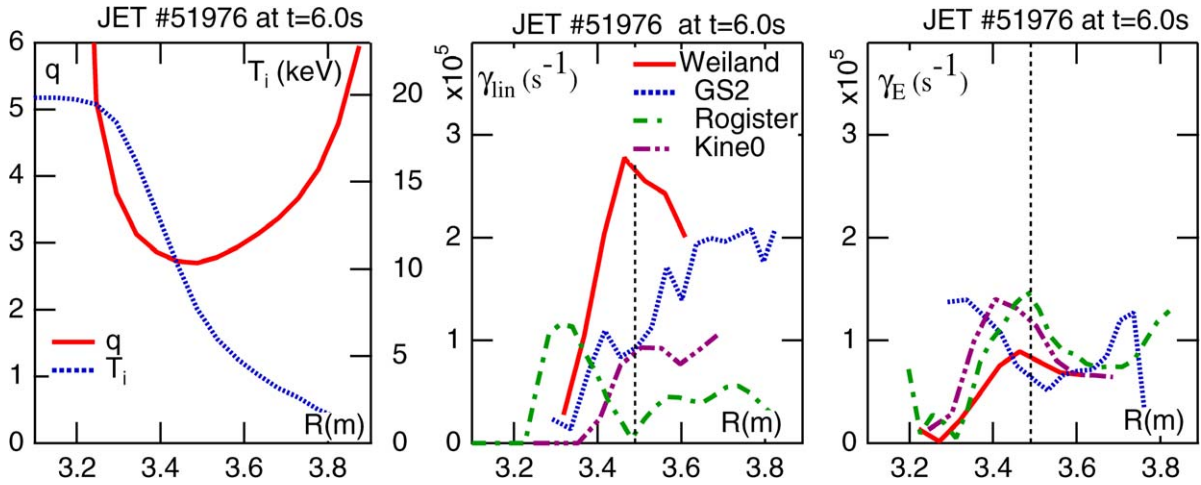 JET #51976 at t=6.0s
6
5
4
3
2
1
0
q
T_i (keV)
20
15
10
5
0
q
T_i
R(m)
3.2
3.4
3.6
3.8
JET #51976 at t=6.0s
x10^5
3
2
1
0
γ_lin (s^-1)
Weiland
GS2
Rogister
Kine0
R(m)
3.2
3.4
3.6
3.8
JET #51976 at t=6.0s
x10^5
3
2
1
0
γ_E (s^-1)
R(m)
3.2
3.4
3.6
3.8